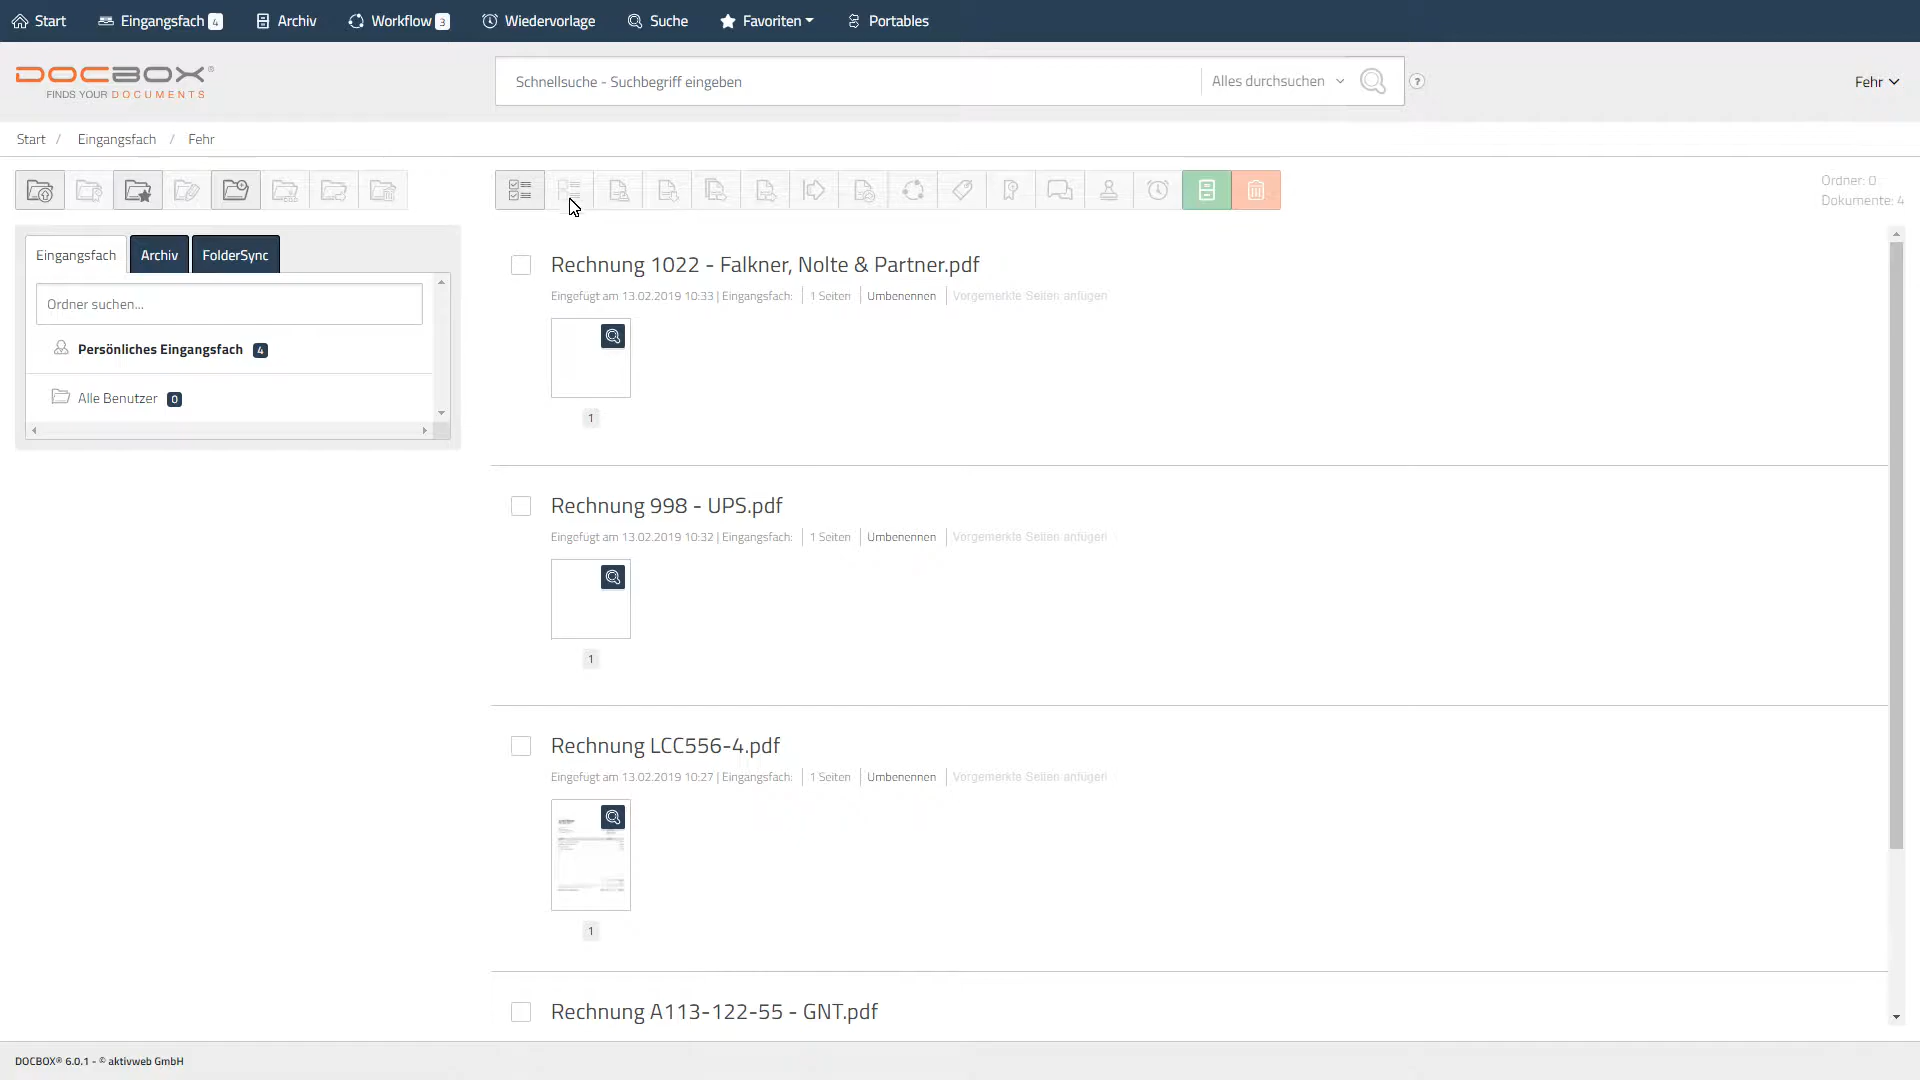 Start Eingangsfach 4 Archiv Workflow 3 Wiedervorlage Suche Favoriten Portables
DOCBOX®
FINDS YOUR DOCUMENTS
Schnellsuche - Suchbegriff eingeben Alles durchsuchen ? Fehr
Start / Eingangsfach / Fehr
Ordner: 0
Dokumente: 4
Eingangsfach Archiv FolderSync
Ordner suchen...
Persönliches Eingangsfach 4
Alle Benutzer 0
Rechnung 1022 - Falkner, Nolte & Partner.pdf
Eingefügt am 13.02.2019 10:33 | Eingangsfach: 1 Seiten Umbenennen Vorgemerkte Seiten anfügen
1
Rechnung 998 - UPS.pdf
Eingefügt am 13.02.2019 10:32 | Eingangsfach: 1 Seiten Umbenennen Vorgemerkte Seiten anfügen
1
Rechnung LCC556-4.pdf
Eingefügt am 13.02.2019 10:27 | Eingangsfach: 1 Seiten Umbenennen Vorgemerkte Seiten anfügen
1
Rechnung A113-122-55 - GNT.pdf
DOCBOX® 6.0.1 - © aktivweb GmbH